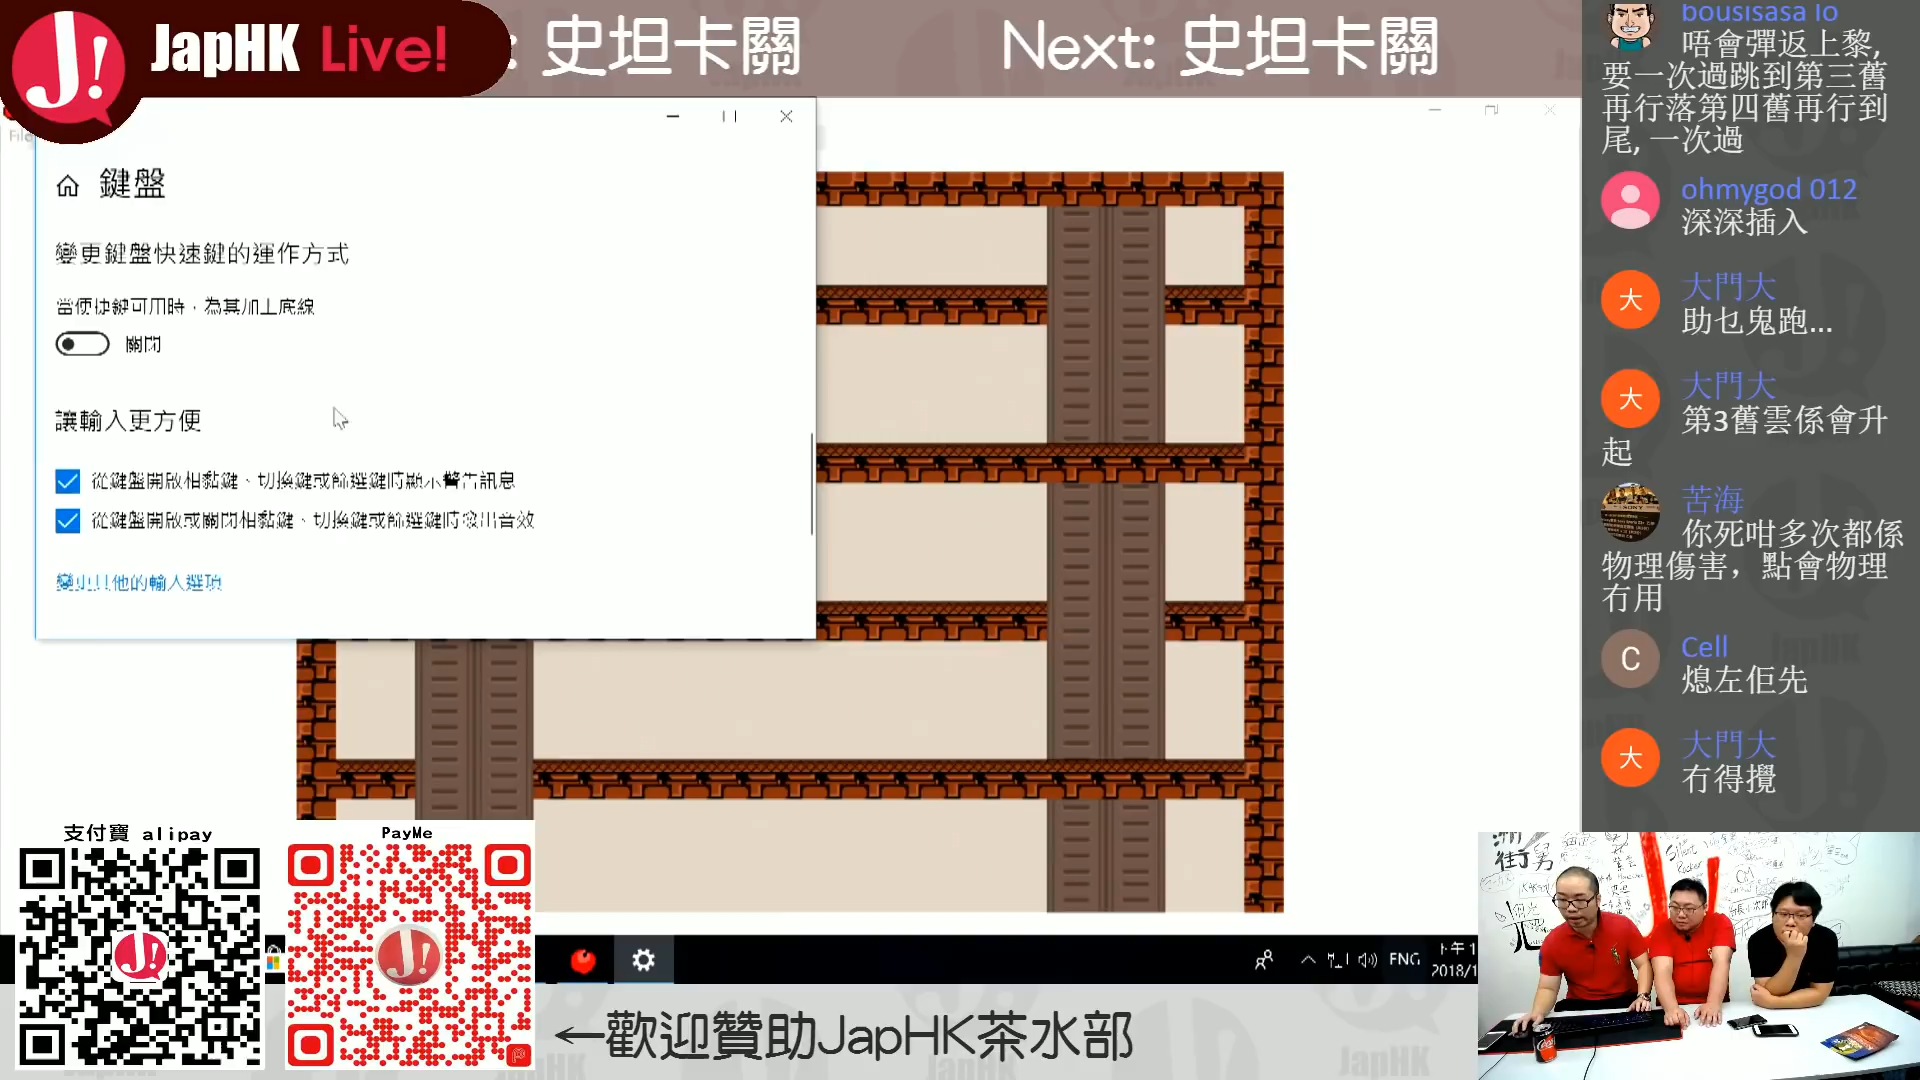 JapHK Live!
: 史坦卡關
Next: 史坦卡關
鍵盤
變更鍵盤快速鍵的運作方式
當便捷鍵可用時，為其加上底線
關閉
讓輸入更方便
從鍵盤開啟相黏鍵、切換鍵或篩選鍵時顯示警告訊息
從鍵盤開啟或關閉相黏鍵、切換鍵或篩選鍵時發出音效
變更其他的輸入選項
bousisasa lo
唔會彈返上黎,
要一次過跳到第三舊
再行落第四舊再行到
尾, 一次過
ohmygod 012
深深插入
大
大門大
助乜鬼跑...
大
大門大
第3舊雲係會升
起
苦海
你死咁多次都係
物理傷害，點會物理
冇用
C
Cell
熄左佢先
大
大門大
冇得攪
支付寶 alipay
PayMe
J!
J!
ENG
下午 1
2018/1
←歡迎贊助JapHK茶水部